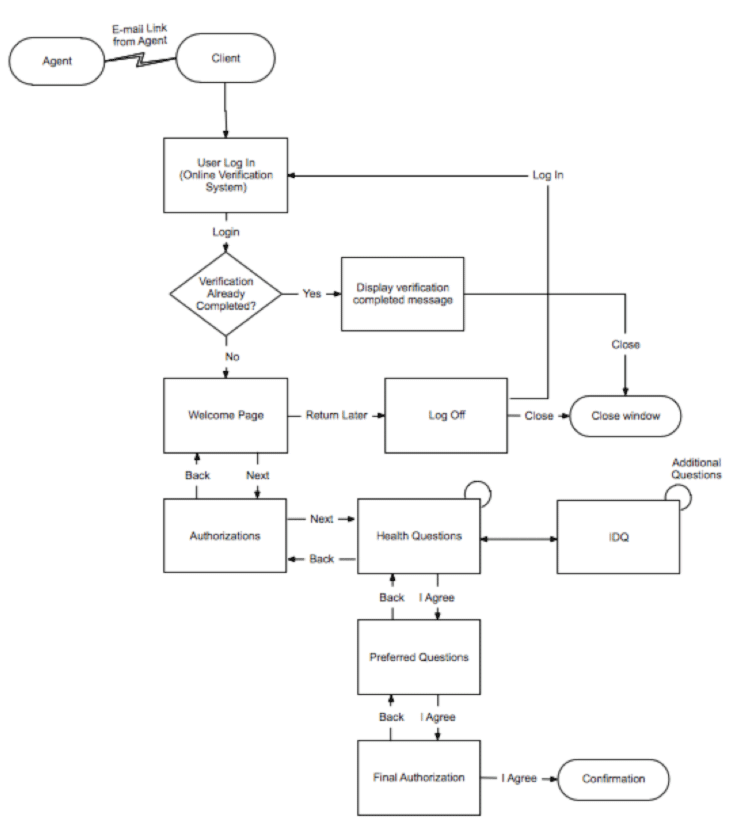 E-mail Link
from Agent
Agent
Client
User Log In
(Online Verification
System)
Log In
Login
Verification
Already
Completed?
Yes
Display verification
completed message
Close
No
Welcome Page
Return Later
Log Off
Close
Close window
Back
Next
Additional
Questions
Authorizations
Next
Back
Health Questions
IDQ
Back
I Agree
Preferred Questions
Back
I Agree
Final Authorization
I Agree
Confirmation